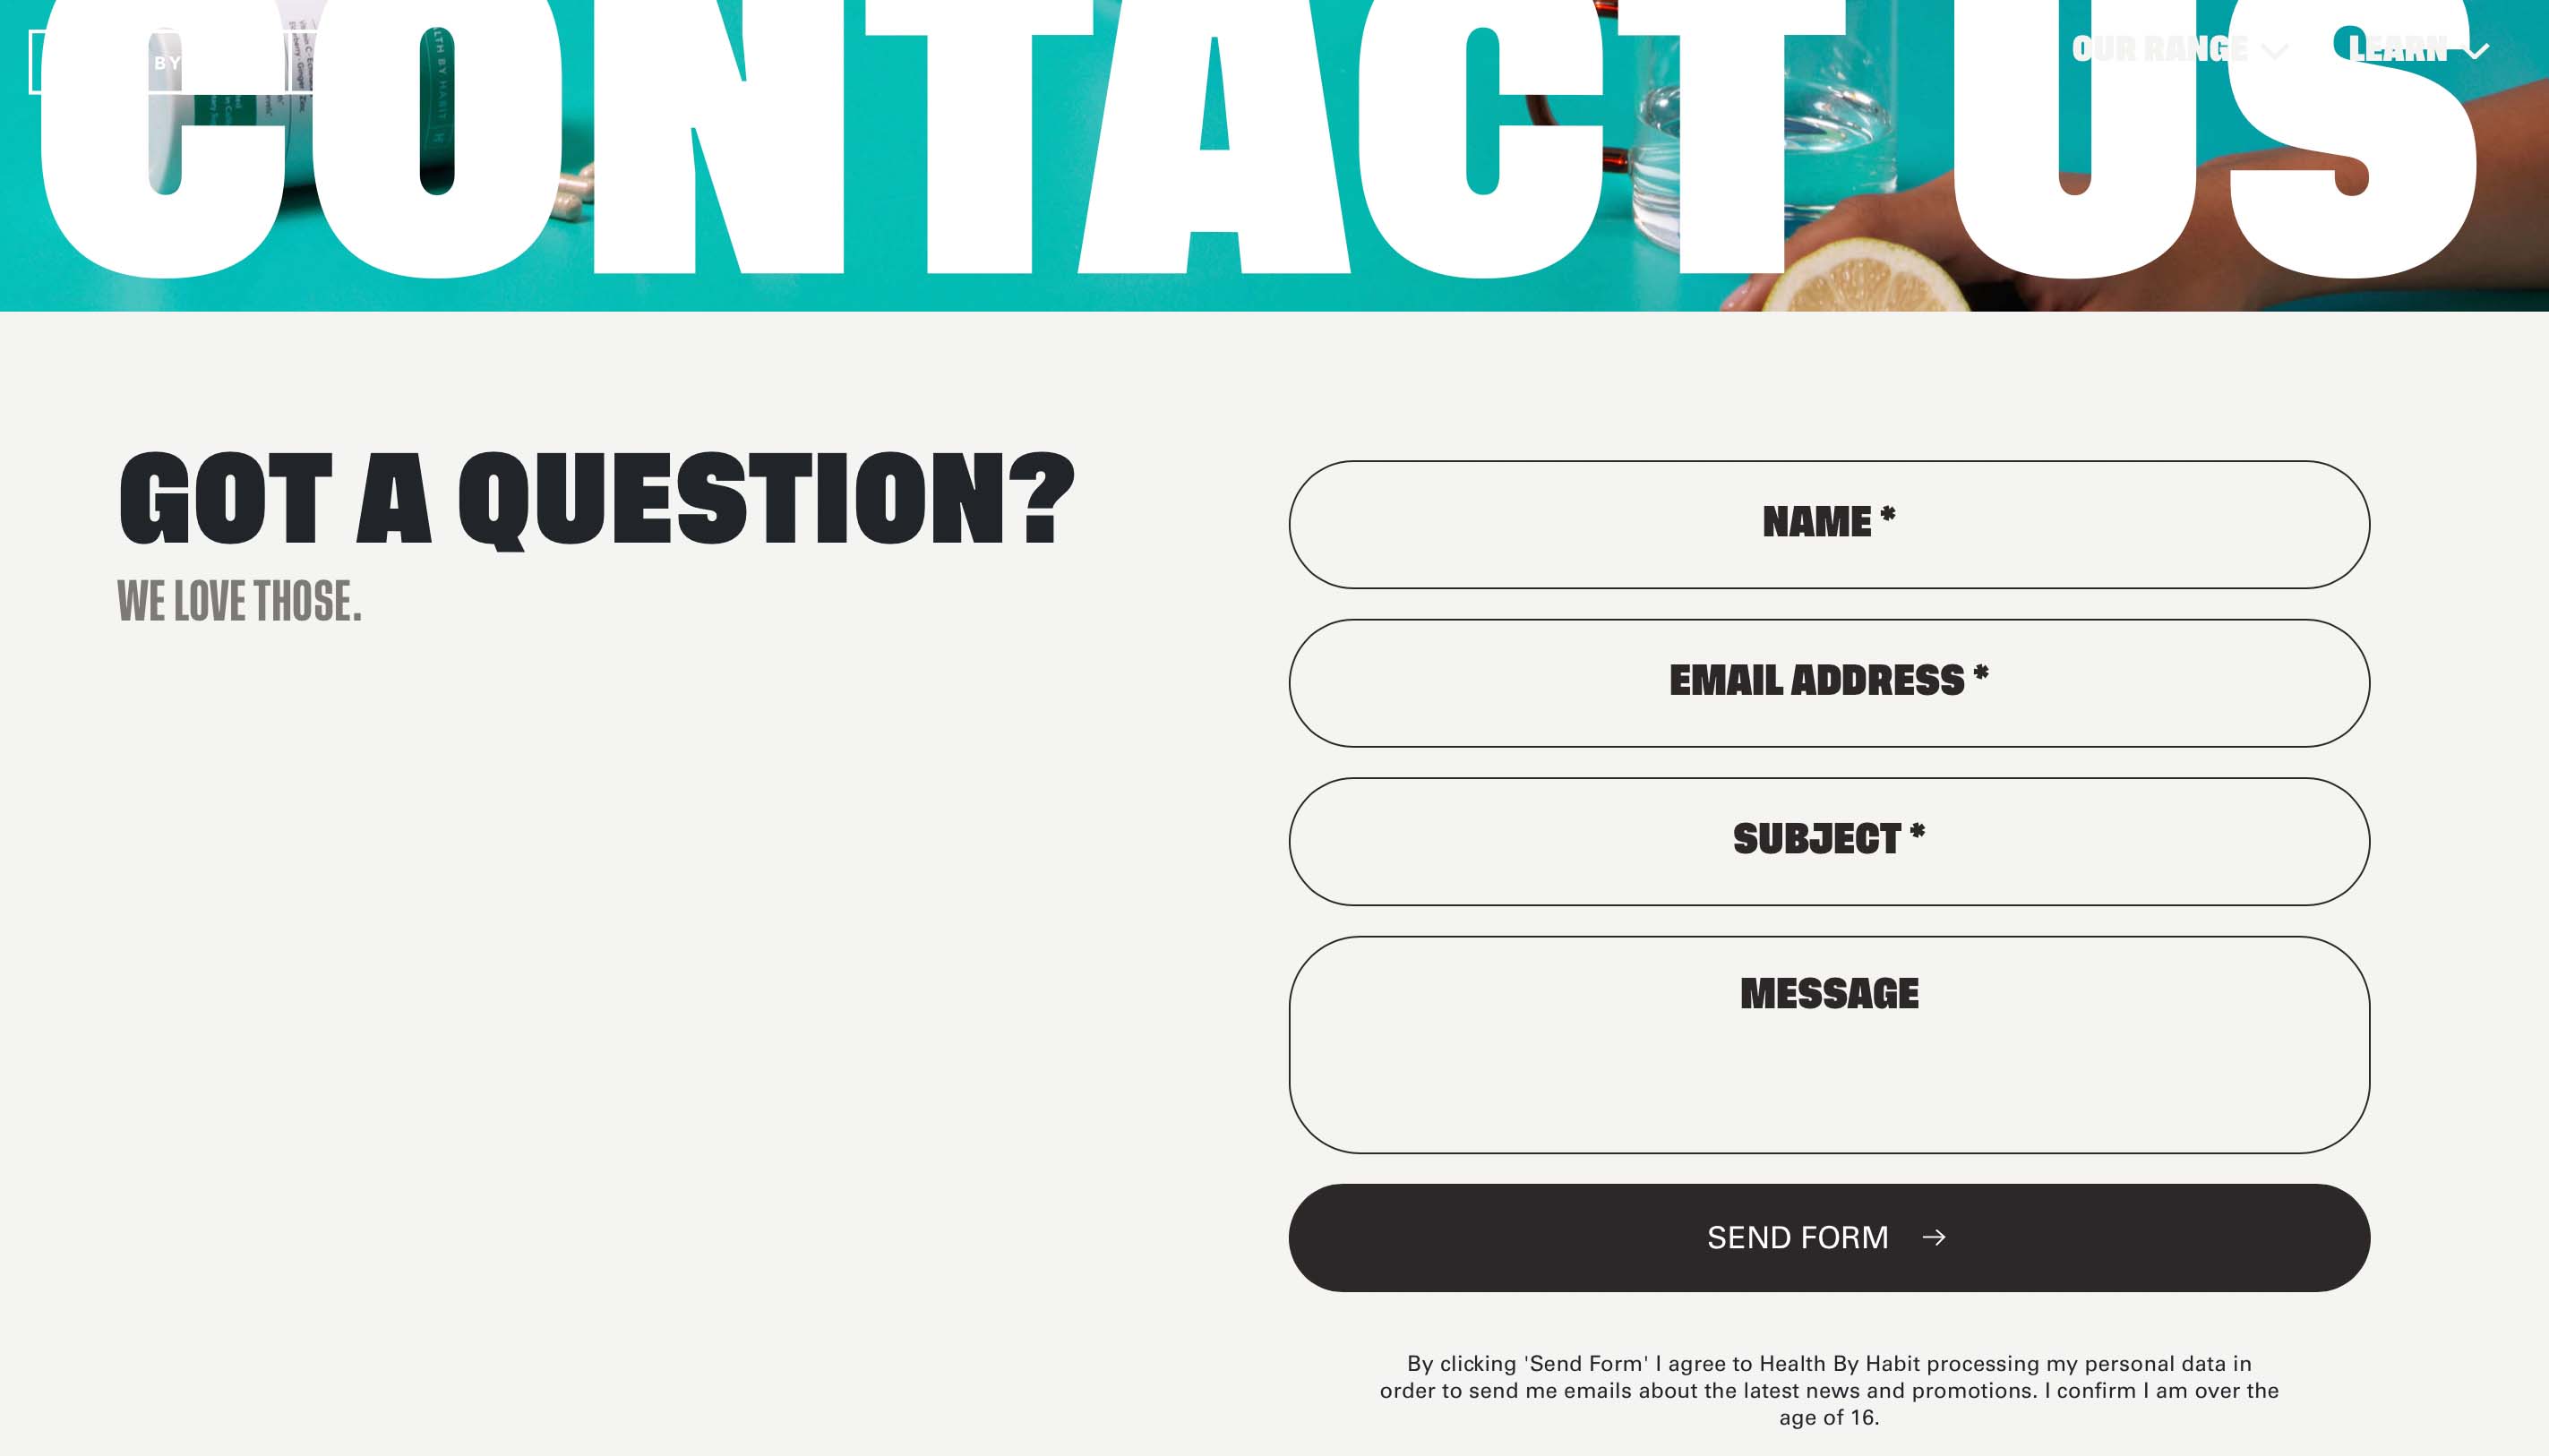 CONTACT US
BY
OUR RANGE
LEARN
GOT A QUESTION?
WE LOVE THOSE.
NAME *
EMAIL ADDRESS *
SUBJECT *
MESSAGE
SEND FORM →
By clicking 'Send Form' I agree to Health By Habit processing my personal data in
order to send me emails about the latest news and promotions. I confirm I am over the
age of 16.